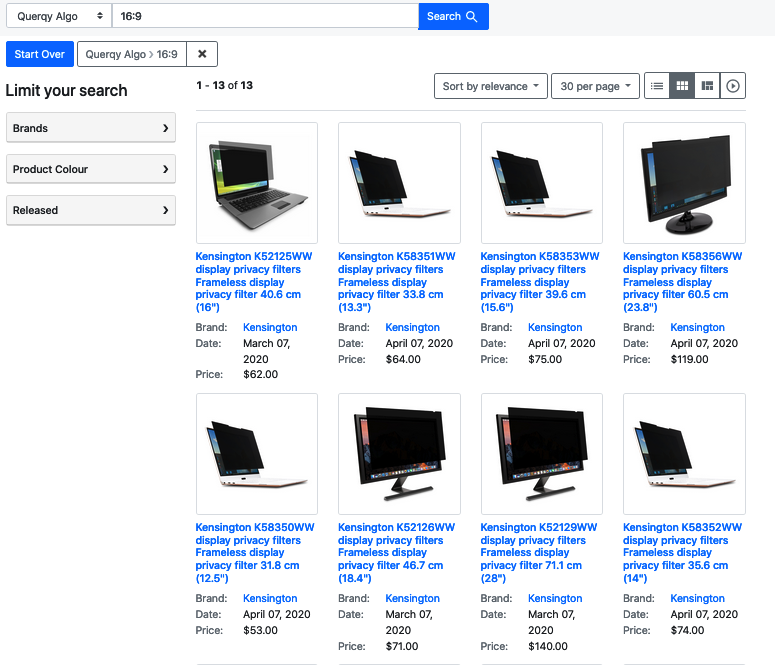 Querqy Algo 16:9 Search
Start Over Querqy Algo > 16:9 ✕
Limit your search
1 - 13 of 13 Sort by relevance 30 per page
Brands
Product Colour
Released
Kensington K52125WW
display privacy filters
Frameless display
privacy filter 40.6 cm
(16")
Brand: Kensington
Date: March 07,
2020
Price: $62.00
Kensington K58351WW
display privacy filters
Frameless display
privacy filter 33.8 cm
(13.3")
Brand: Kensington
Date: April 07, 2020
Price: $64.00
Kensington K58353WW
display privacy filters
Frameless display
privacy filter 39.6 cm
(15.6")
Brand: Kensington
Date: April 07, 2020
Price: $75.00
Kensington K58356WW
display privacy filters
Frameless display
privacy filter 60.5 cm
(23.8")
Brand: Kensington
Date: April 07, 2020
Price: $119.00
Kensington K58350WW
display privacy filters
Frameless display
privacy filter 31.8 cm
(12.5")
Brand: Kensington
Date: April 07, 2020
Price: $53.00
Kensington K52126WW
display privacy filters
Frameless display
privacy filter 46.7 cm
(18.4")
Brand: Kensington
Date: March 07,
2020
Price: $71.00
Kensington K52129WW
display privacy filters
Frameless display
privacy filter 71.1 cm
(28")
Brand: Kensington
Date: March 07,
2020
Price: $140.00
Kensington K58352WW
display privacy filters
Frameless display
privacy filter 35.6 cm
(14")
Brand: Kensington
Date: April 07, 2020
Price: $74.00